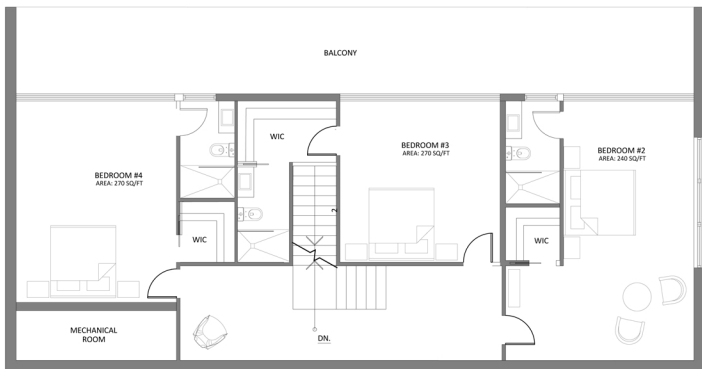 BALCONY
WIC
BEDROOM #3
AREA: 270 SQ/FT
BEDROOM #2
AREA: 240 SQ/FT
BEDROOM #4
AREA: 270 SQ/FT
2
WIC
WIC
MECHANICAL
ROOM
DN.